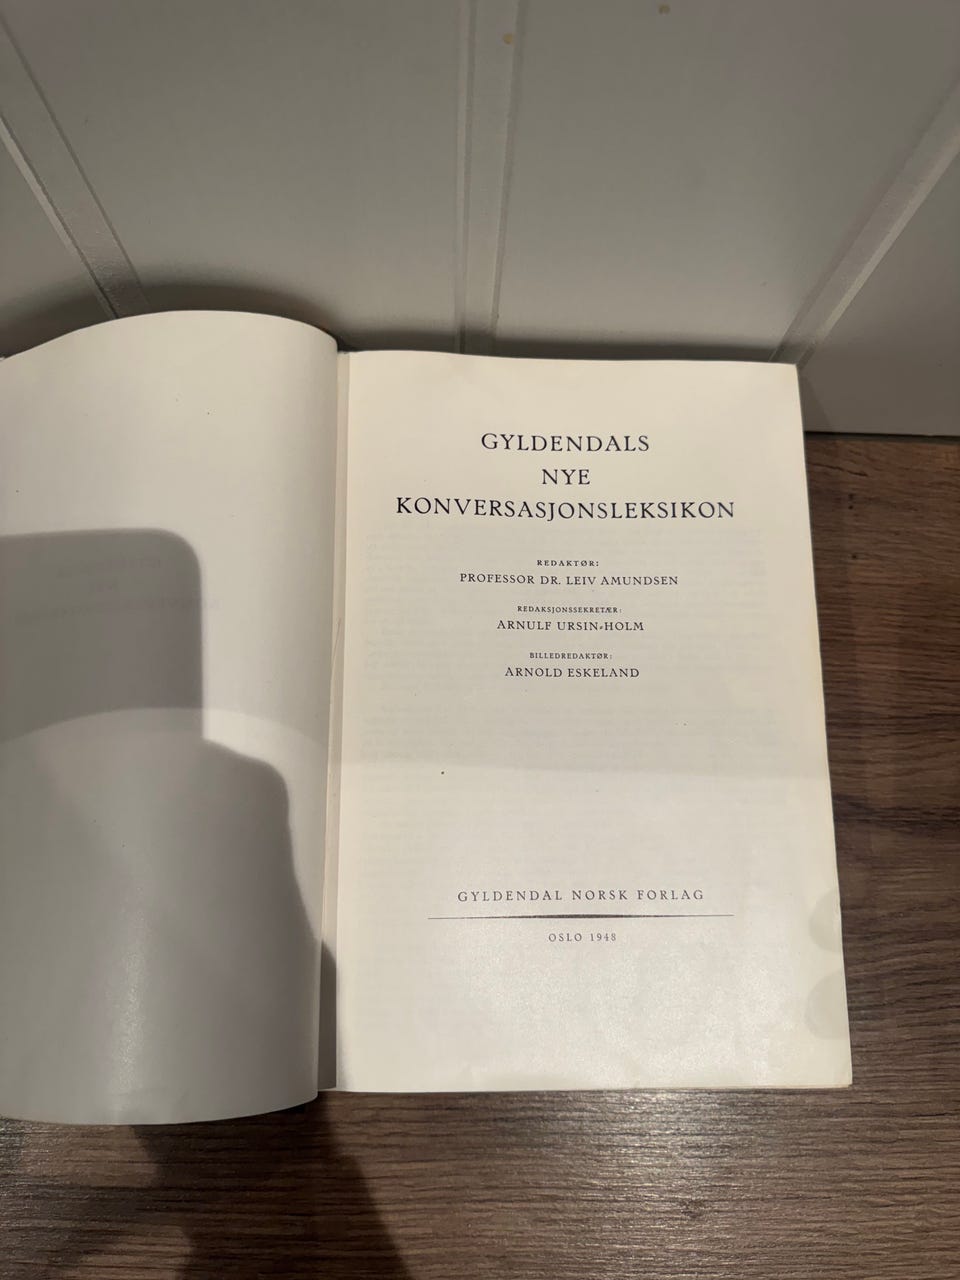 GYLDENDALS
NYE
KONVERSASJONSLEKSIKON
REDAKTØR:
PROFESSOR DR. LEIV AMUNDSEN
REDAKSJONSSEKRETÆR:
ARNULF URSIN-HOLM
BILLEDREDAKTØR:
ARNOLD ESKELAND
GYLDENDAL NORSK FORLAG
OSLO 1948